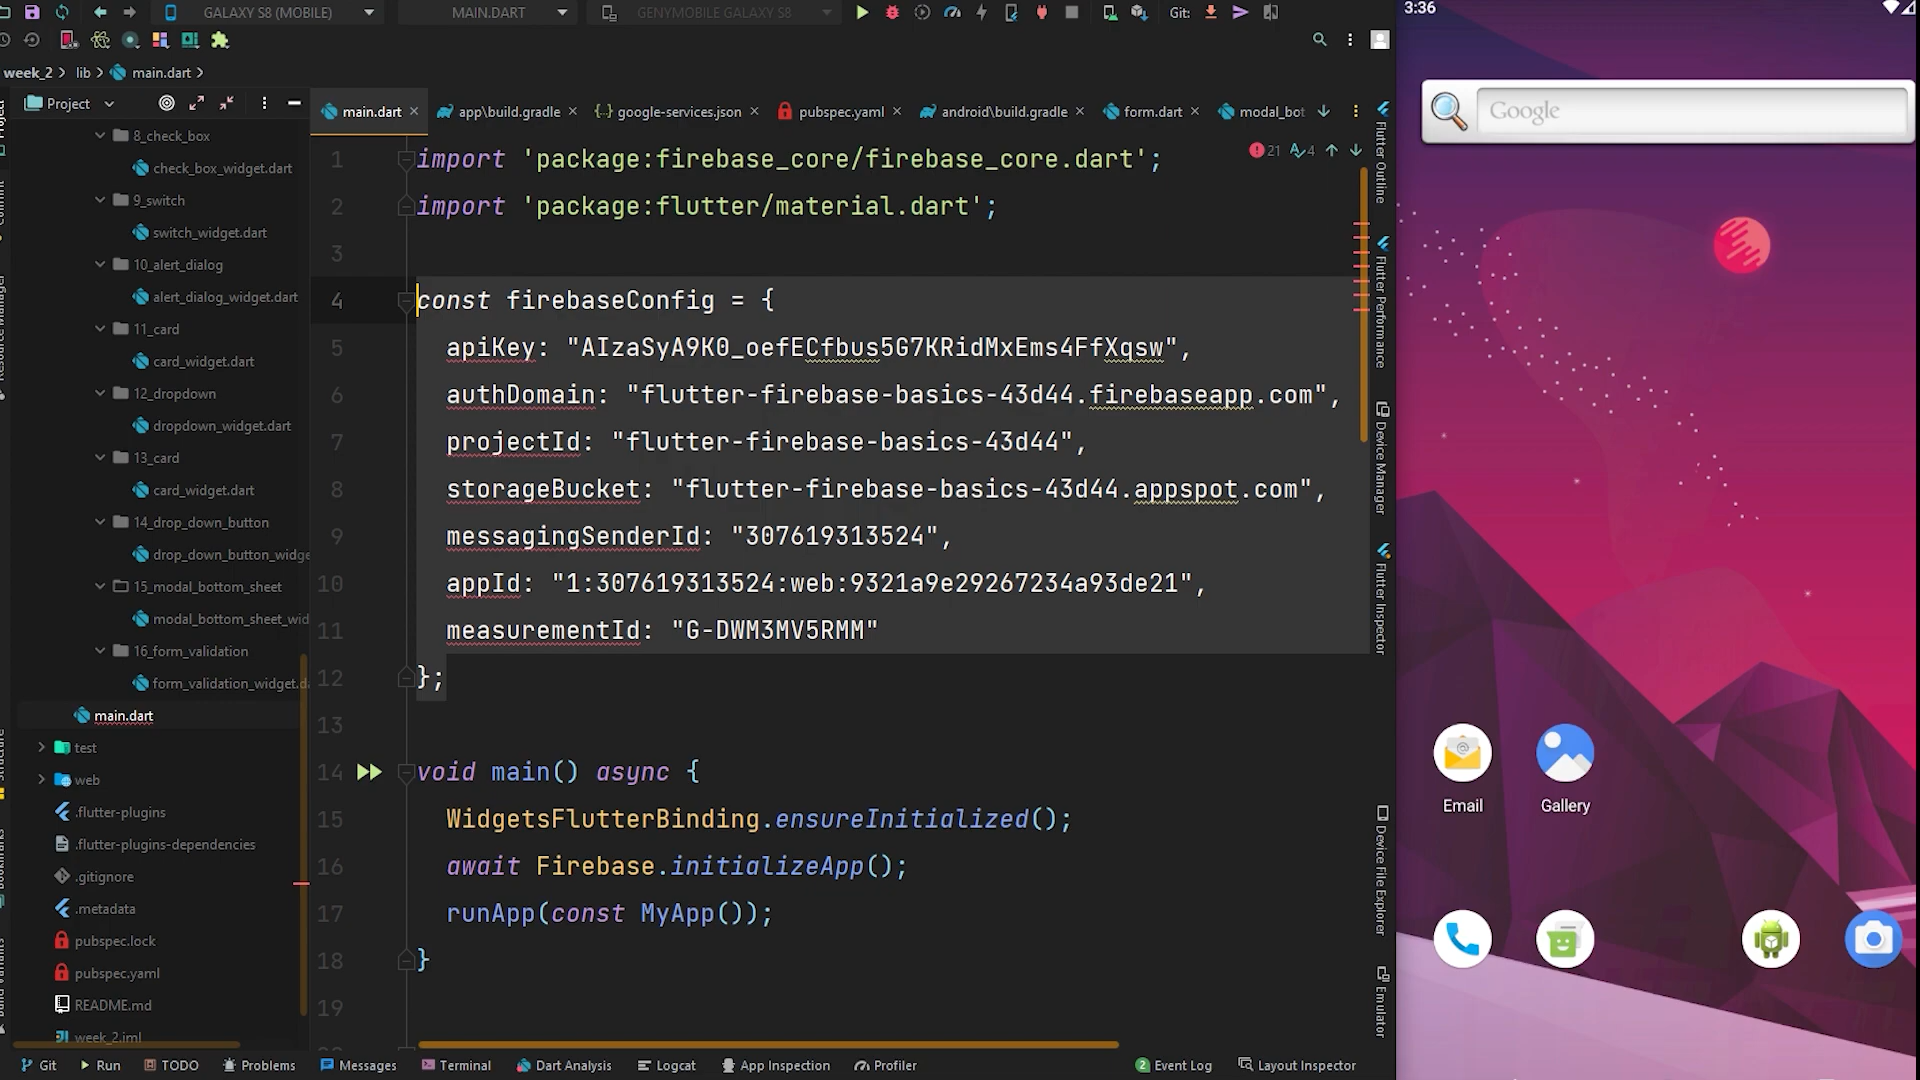 GALAXY S8 (MOBILE)
MAIN.DART
GENYMOBILE GALAXY S8
Git:
3:36
week_2 lib main.dart
Project
main.dart
app\build.gradle
google-services.json
pubspec.yaml
android\build.gradle
form.dart
modal_bot
Google
21 4
8_check_box
check_box_widget.dart
9_switch
switch_widget.dart
10_alert_dialog
alert_dialog_widget.dart
11_card
card_widget.dart
12_dropdown
dropdown_widget.dart
13_card
card_widget.dart
14_drop_down_button
drop_down_button_widge
15_modal_bottom_sheet
modal_bottom_sheet_wid
16_form_validation
form_validation_widget.d
main.dart
test
web
.flutter-plugins
.flutter-plugins-dependencies
.gitignore
.metadata
pubspec.lock
pubspec.yaml
README.md
week_2.iml
1 import 'package:firebase_core/firebase_core.dart';
2 import 'package:flutter/material.dart';
3
4 const firebaseConfig = {
5 apiKey: "AIzaSyA9K0_oefECfbus5G7KRidMxEms4FfXqsw",
6 authDomain: "flutter-firebase-basics-43d44.firebaseapp.com",
7 projectId: "flutter-firebase-basics-43d44",
8 storageBucket: "flutter-firebase-basics-43d44.appspot.com",
9 messagingSenderId: "307619313524",
10 appId: "1:307619313524:web:9321a9e29267234a93de21",
11 measurementId: "G-DWM3MV5RMM"
12 };
13
14 void main() async {
15 WidgetsFlutterBinding.ensureInitialized();
16 await Firebase.initializeApp();
17 runApp(const MyApp());
18 }
19
Flutter Outline
Flutter Performance
Device Manager
Flutter Inspector
Device File Explorer
Emulator
Email
Gallery
Git
Run
TODO
Problems
Messages
Terminal
Dart Analysis
Logcat
App Inspection
Profiler
2 Event Log
Layout Inspector